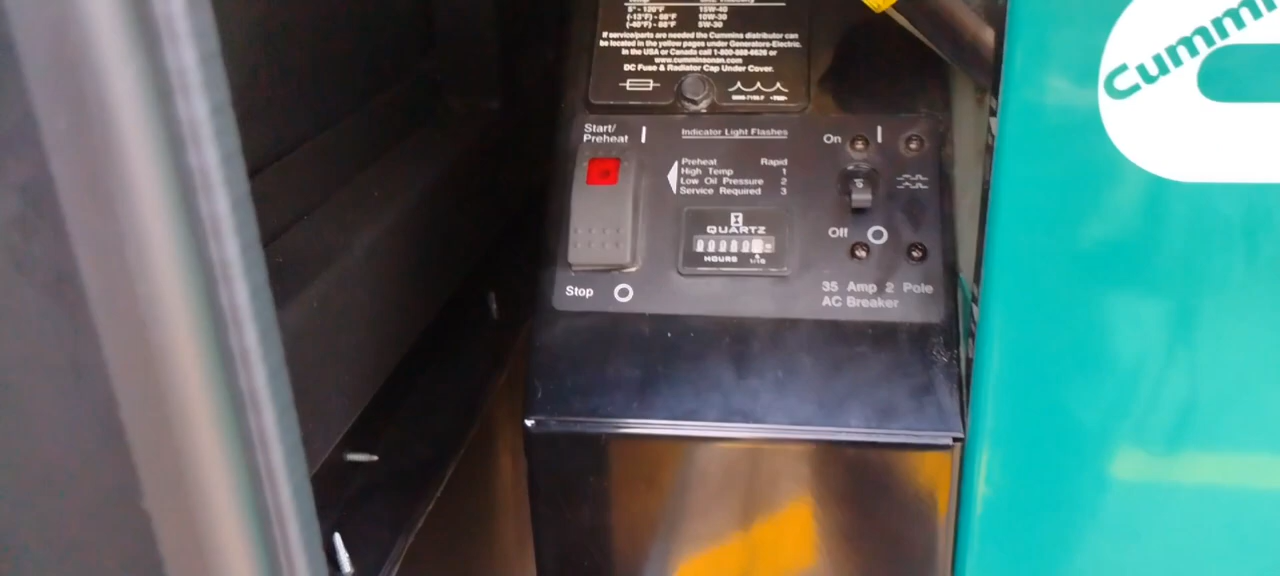 5° - 120°F 15W-40
(-13°F) - 68°F 10W-30
(-40°F) - 68°F 5W-30
If service/parts are needed the Cummins distributor can
be located in the yellow pages under Generators-Electric.
In the USA or Canada call 1-800-888-6626 or
www.cumminsonan.com
DC Fuse & Radiator Cap Under Cover.
Start/
Preheat
Indicator Light Flashes
Preheat Rapid
High Temp 1
Low Oil Pressure 2
Service Required 3
On
Off
QUARTZ
HOURS 1/10
Stop
35 Amp 2 Pole
AC Breaker
Cummin